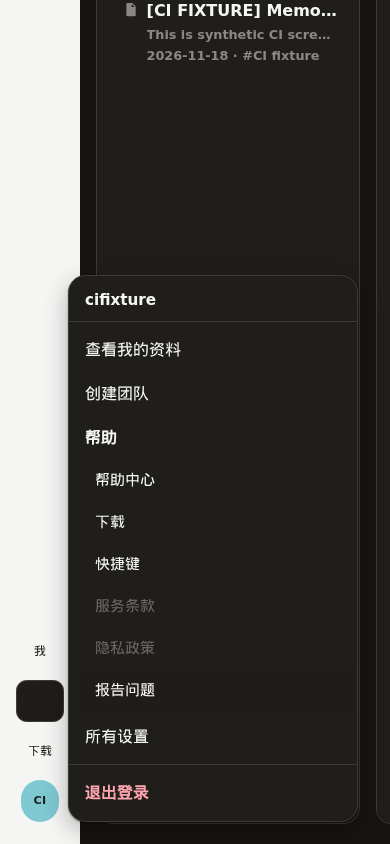 [CI FIXTURE] Memo…
This is synthetic CI scre…
2026-11-18 · #CI fixture
cifixture
查看我的资料
创建团队
帮助
帮助中心
下载
快捷键
服务条款
隐私政策
报告问题
所有设置
退出登录
我
下载
CI